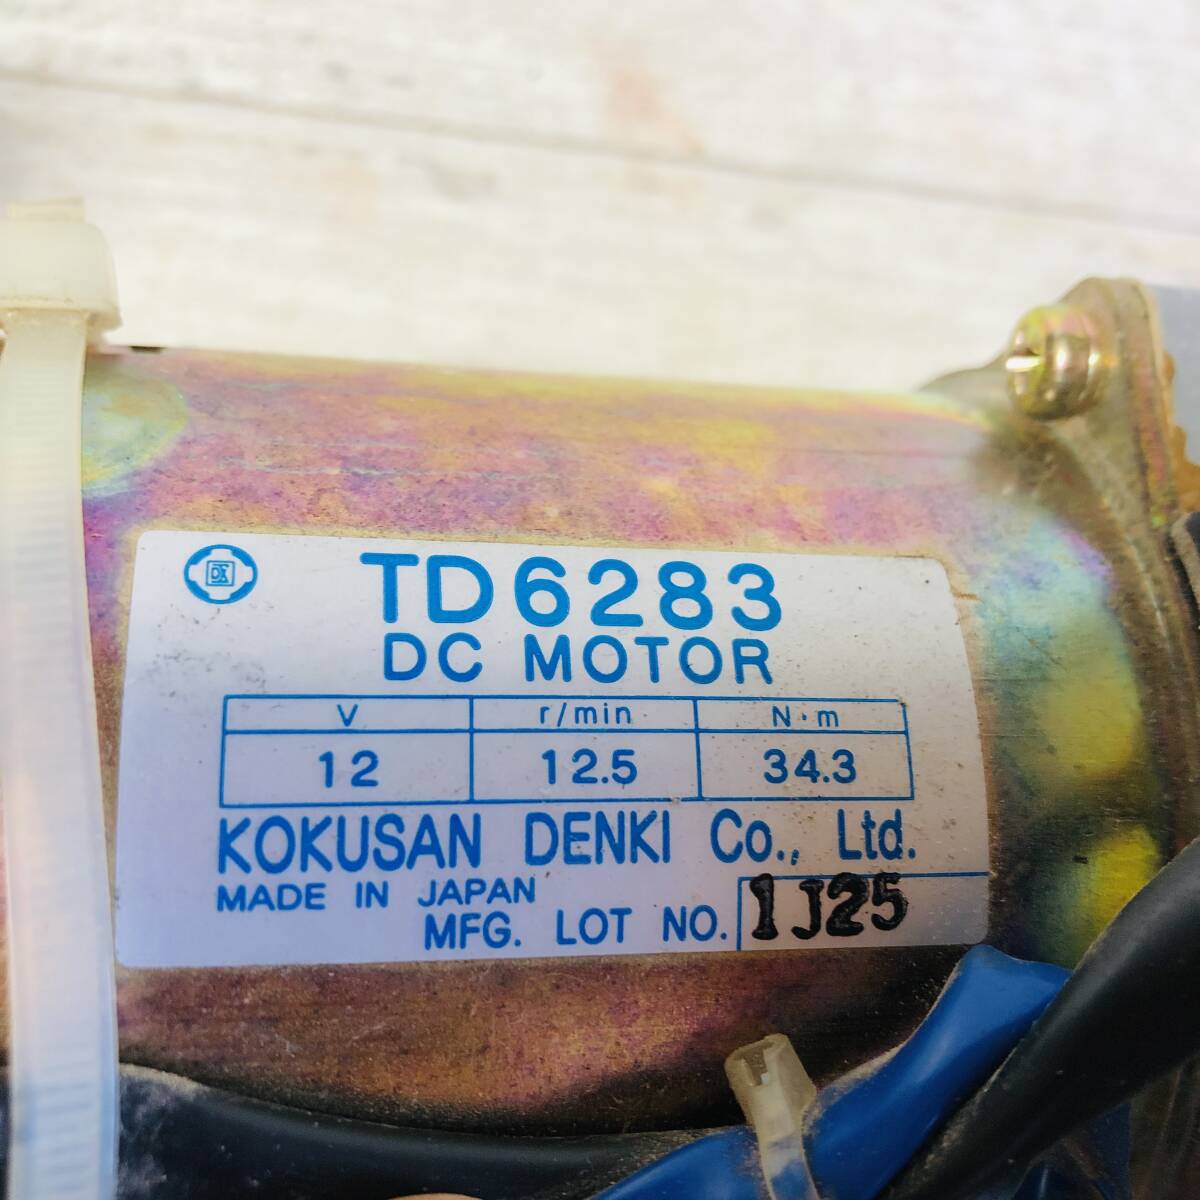 TD6283
DC MOTOR
V r/min N·m
12 12.5 34.3
KOKUSAN DENKI Co., Ltd.
MADE IN JAPAN
MFG. LOT NO. 1J25